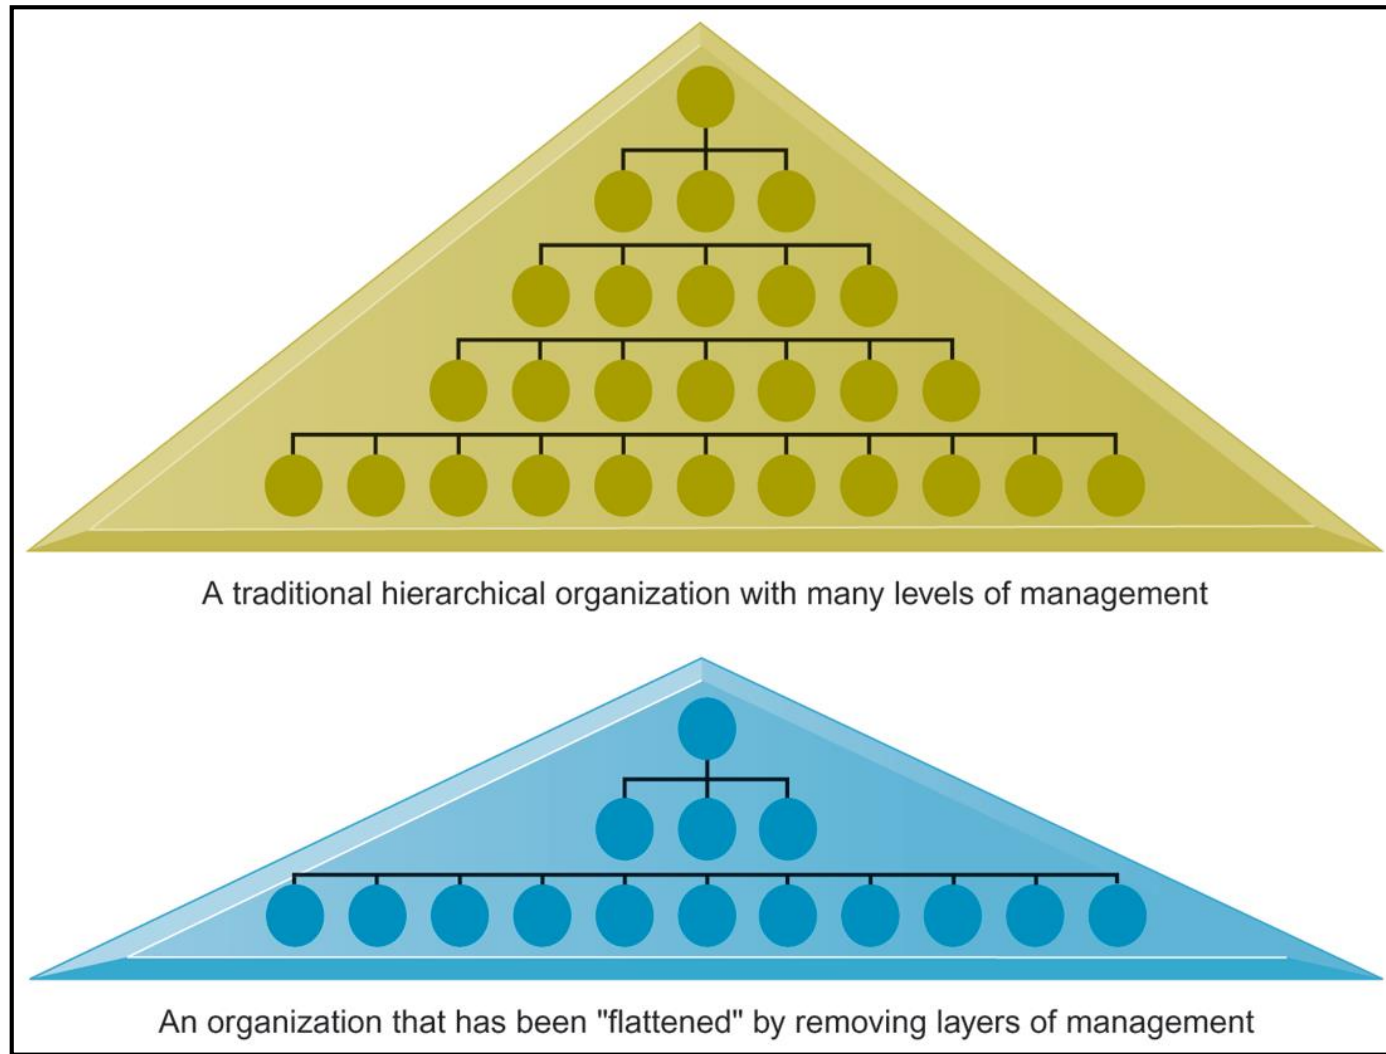 A traditional hierarchical organization with many levels of management
An organization that has been "flattened" by removing layers of management